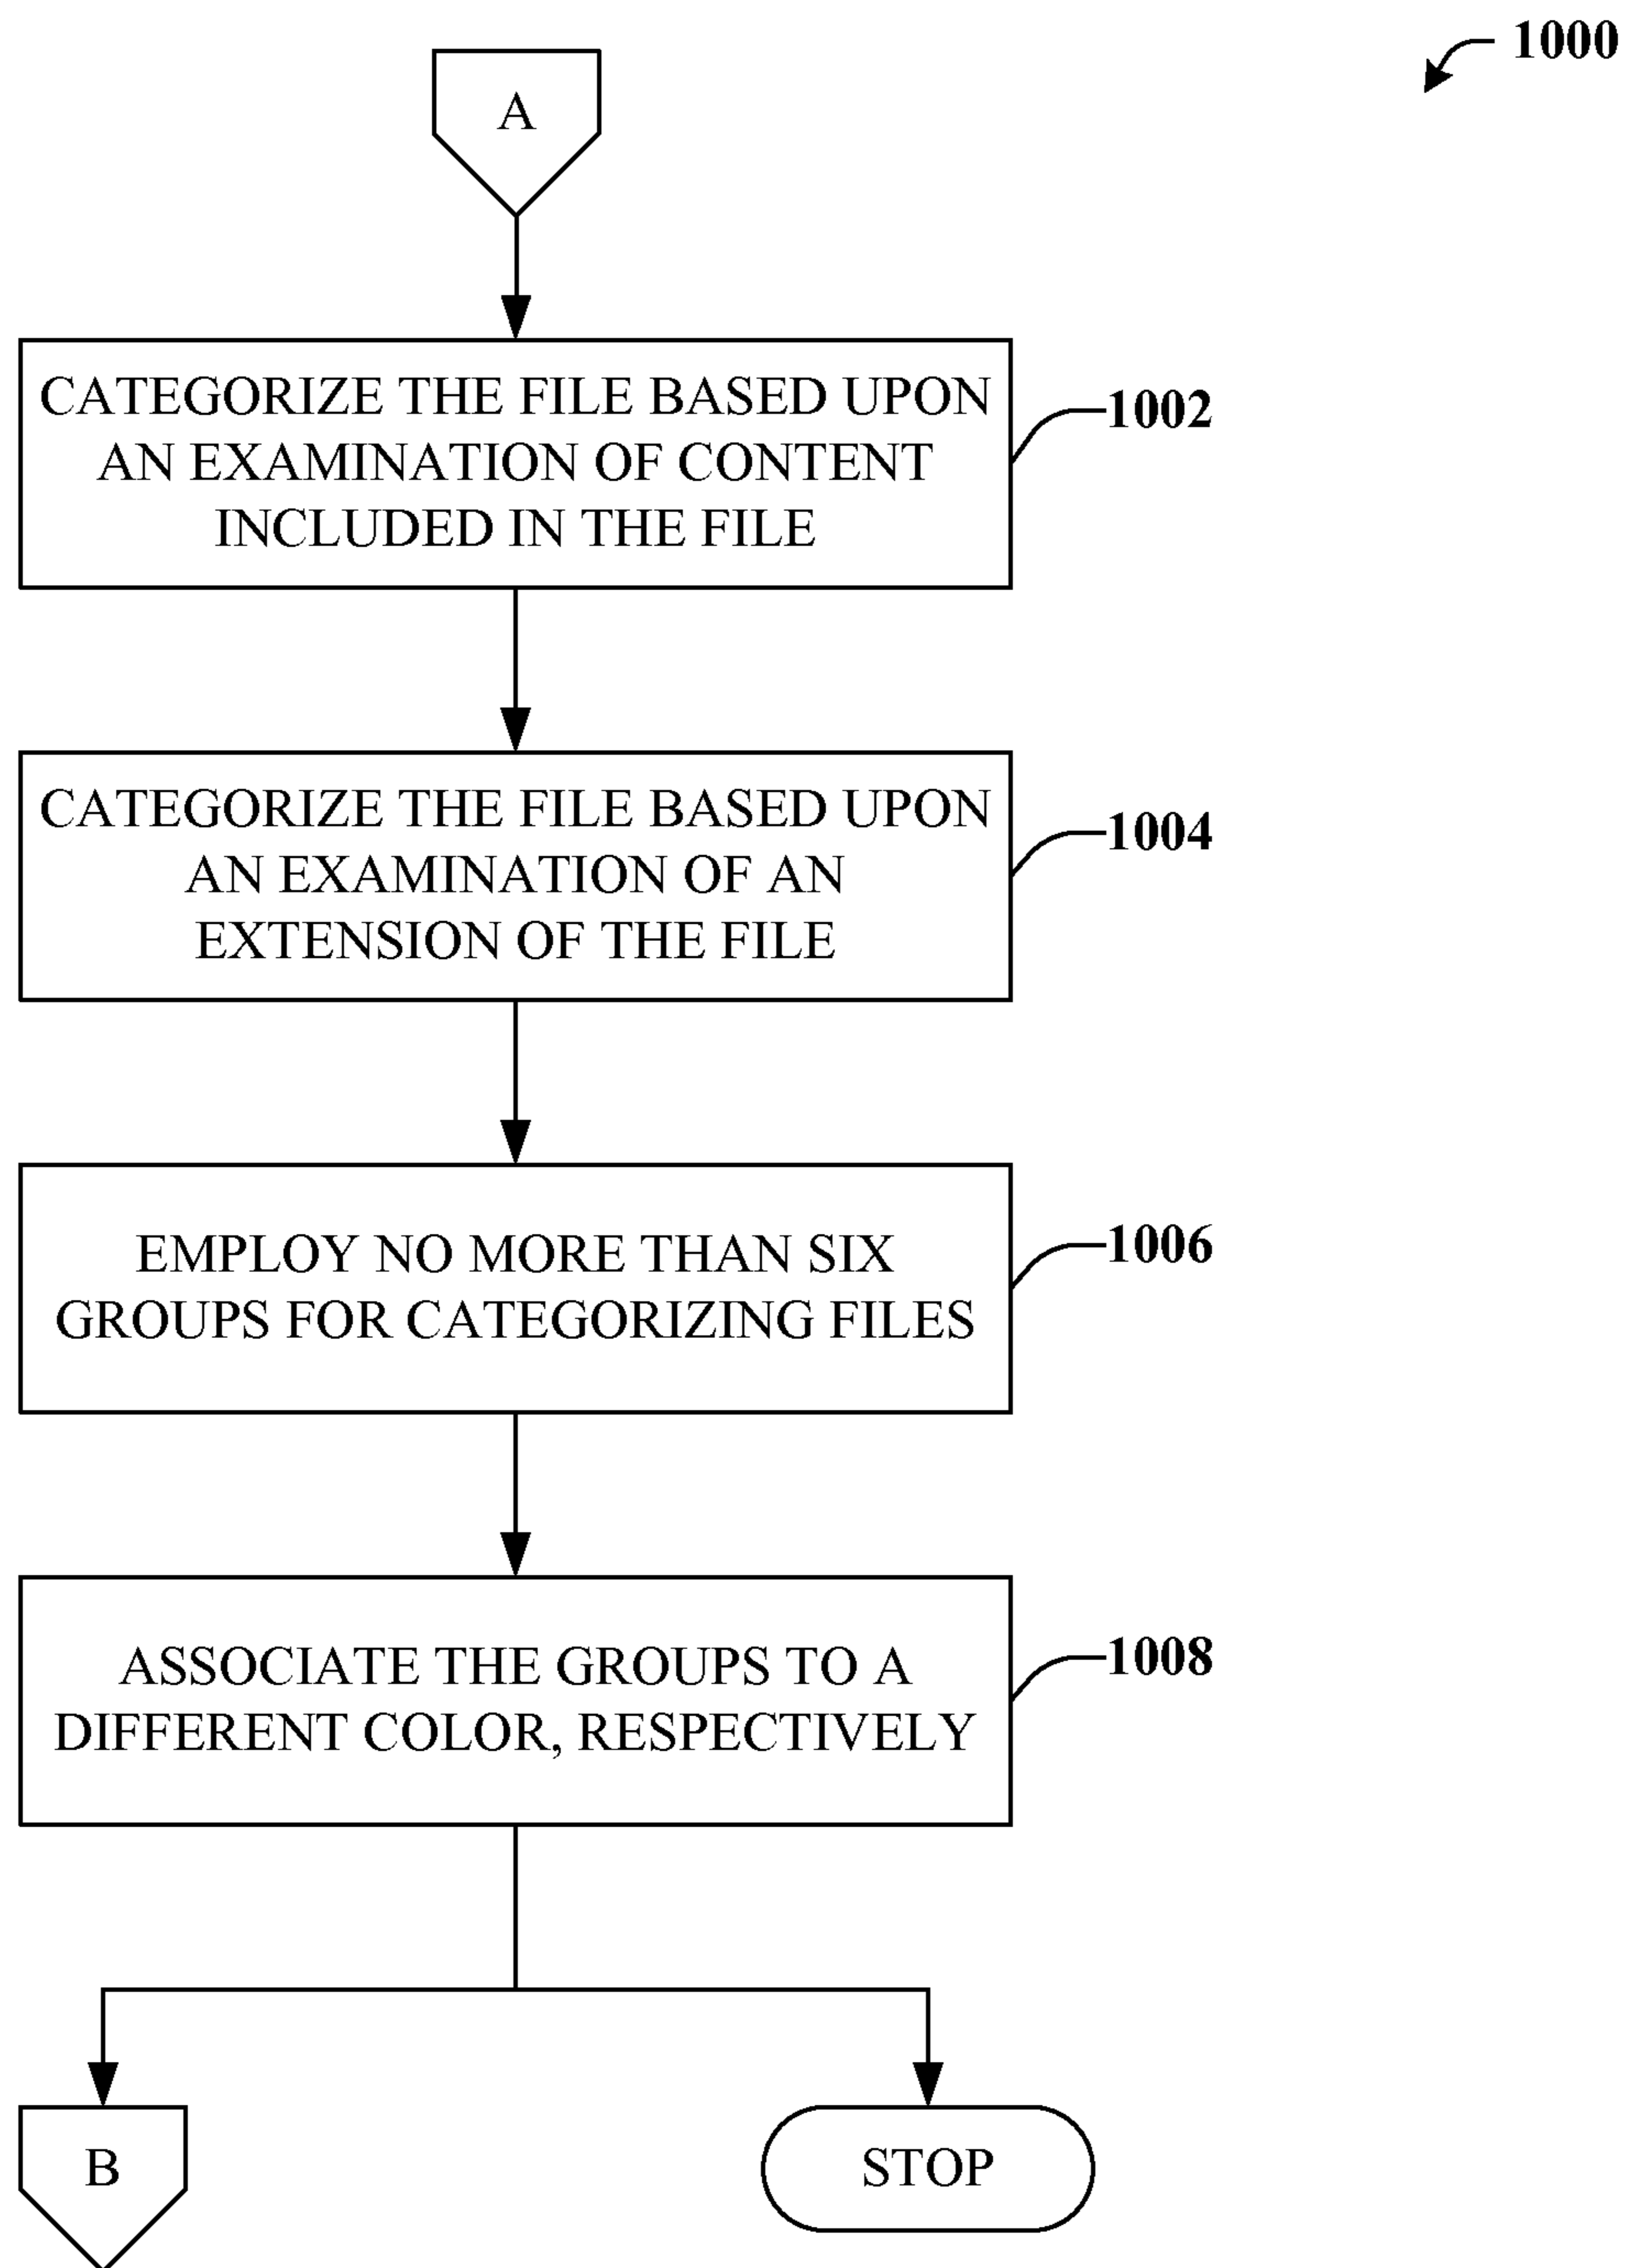 1000
A
CATEGORIZE THE FILE BASED UPON
AN EXAMINATION OF CONTENT
INCLUDED IN THE FILE
1002
CATEGORIZE THE FILE BASED UPON
AN EXAMINATION OF AN
EXTENSION OF THE FILE
1004
EMPLOY NO MORE THAN SIX
GROUPS FOR CATEGORIZING FILES
1006
ASSOCIATE THE GROUPS TO A
DIFFERENT COLOR, RESPECTIVELY
1008
B
STOP